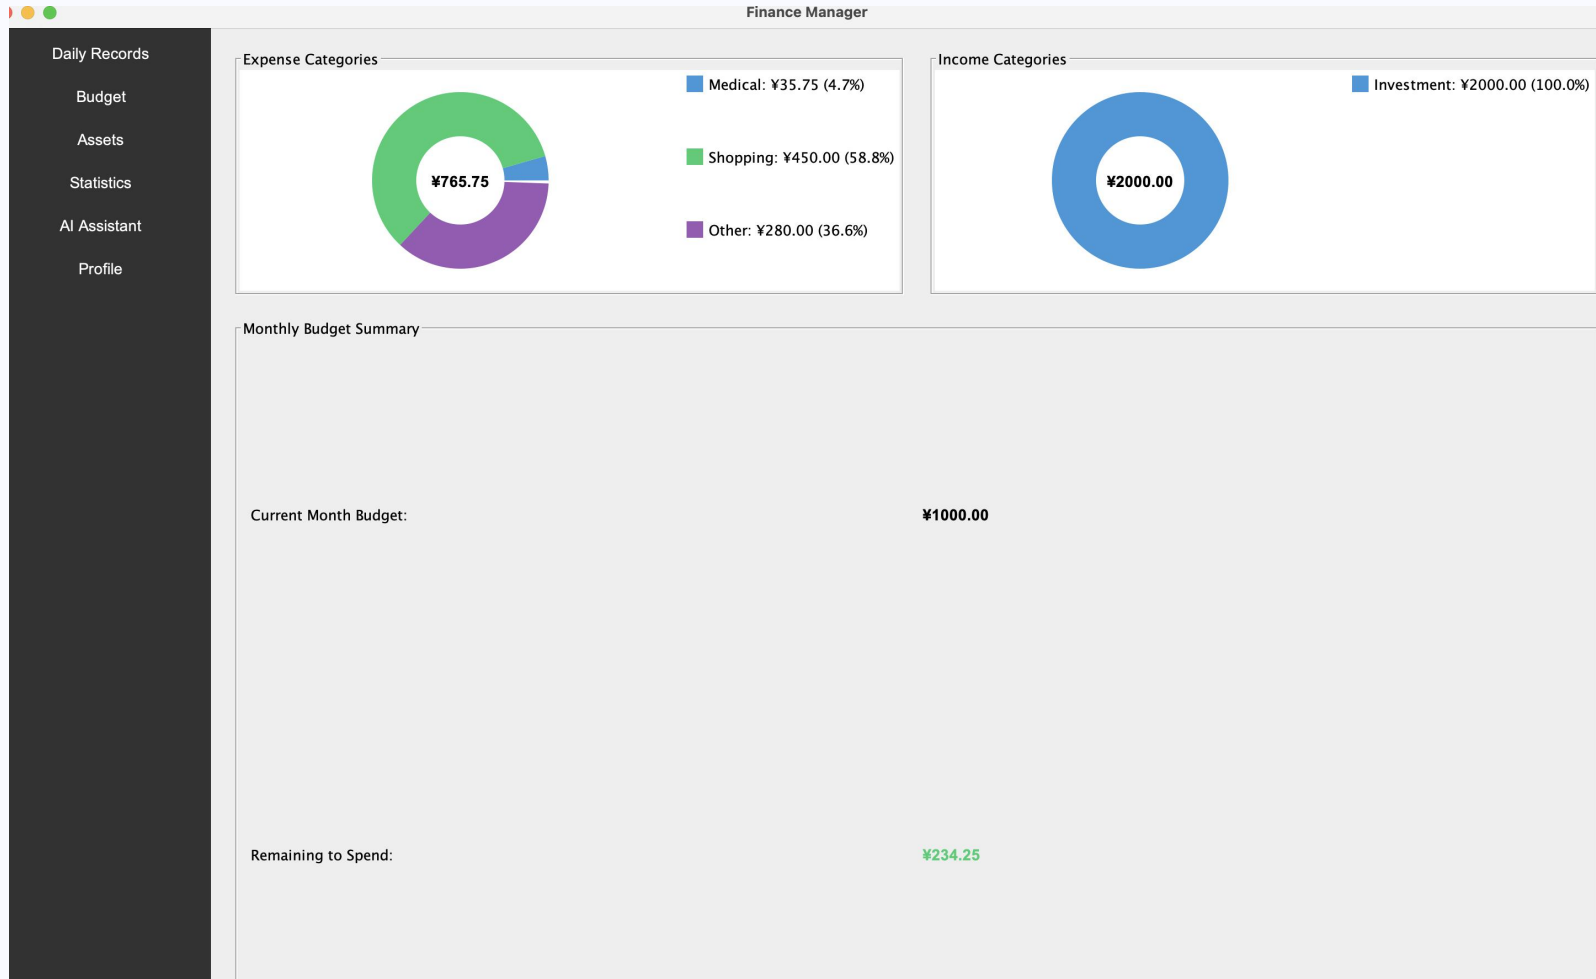 Finance Manager
Daily Records
Budget
Assets
Statistics
AI Assistant
Profile
Expense Categories
¥765.75
Medical: ¥35.75 (4.7%)
Shopping: ¥450.00 (58.8%)
Other: ¥280.00 (36.6%)
Income Categories
¥2000.00
Investment: ¥2000.00 (100.0%)
Monthly Budget Summary
Current Month Budget: ¥1000.00
Remaining to Spend: ¥234.25